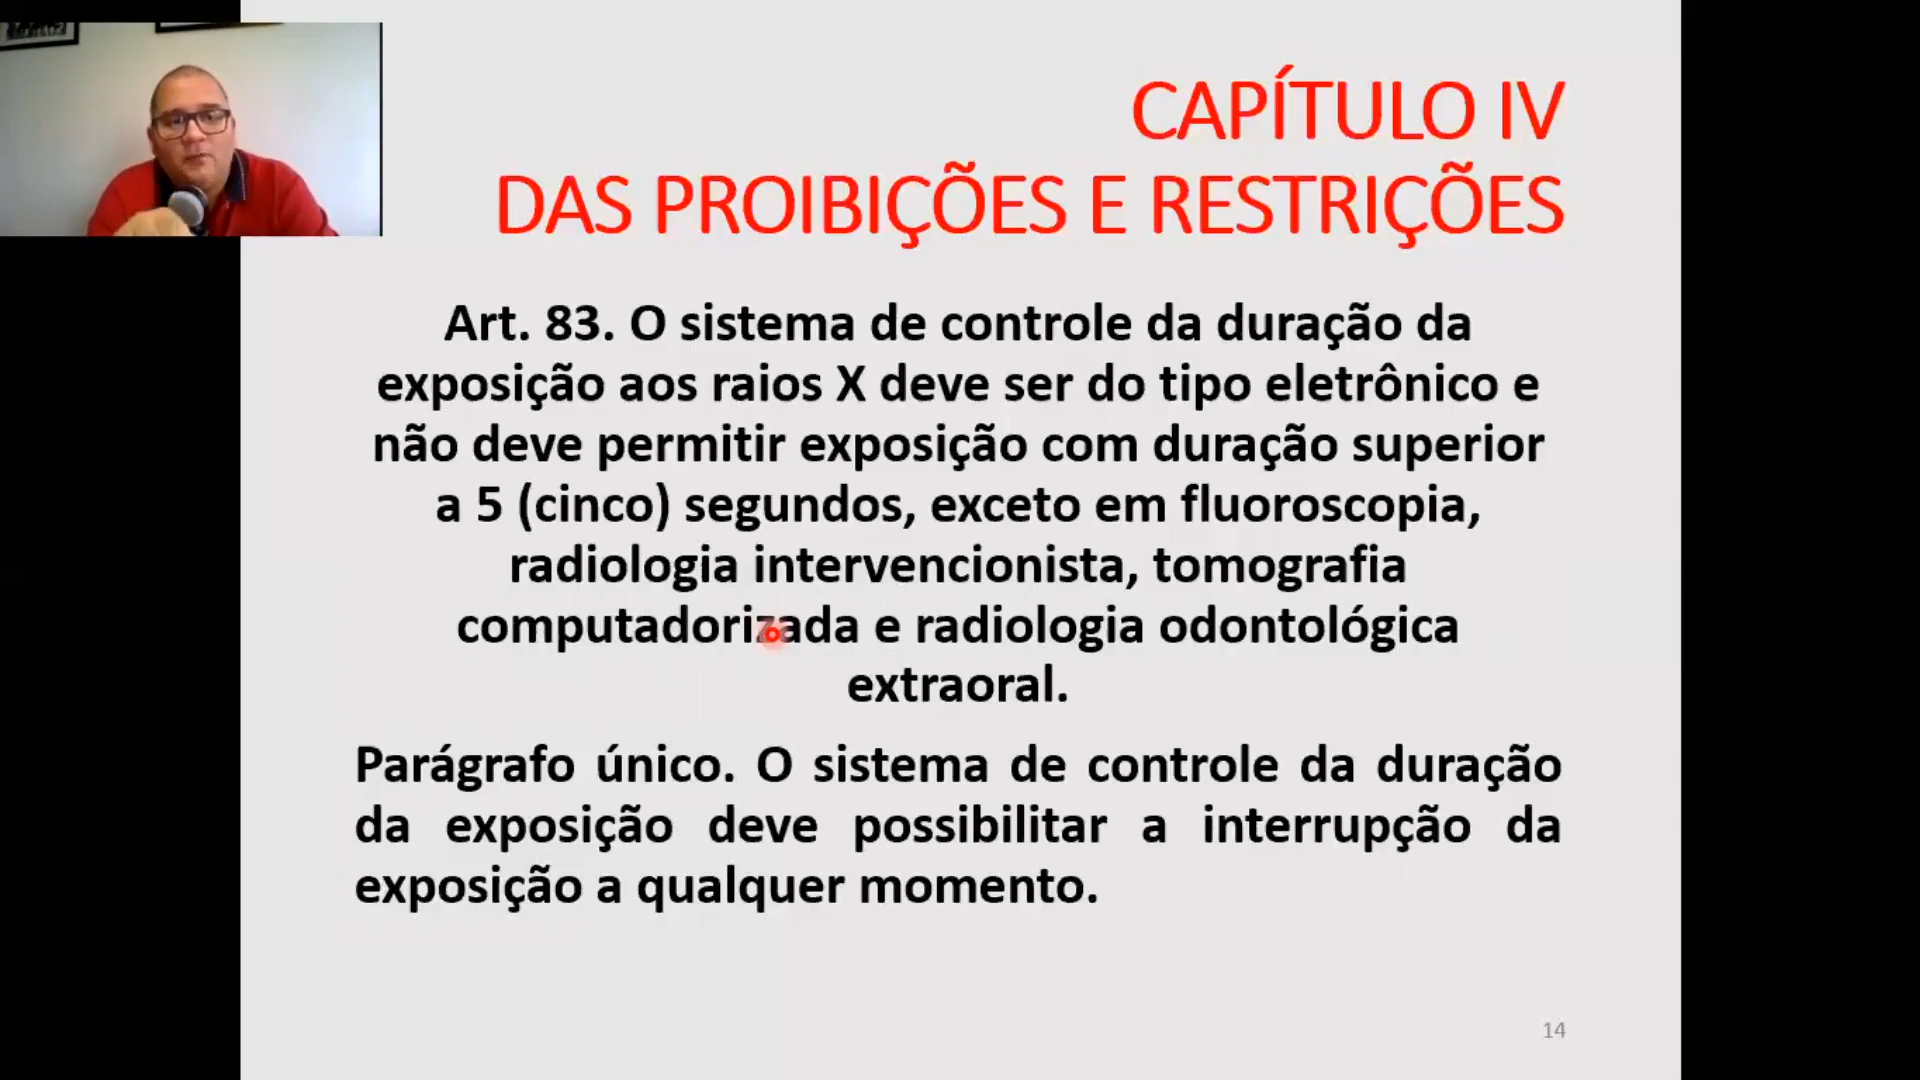 CAPÍTULO IV
DAS PROIBIÇÕES E RESTRIÇÕES
Art. 83. O sistema de controle da duração da
exposição aos raios X deve ser do tipo eletrônico e
não deve permitir exposição com duração superior
a 5 (cinco) segundos, exceto em fluoroscopia,
radiologia intervencionista, tomografia
computadorizada e radiologia odontológica
extraoral.
Parágrafo único. O sistema de controle da duração
da exposição deve possibilitar a interrupção da
exposição a qualquer momento.
14